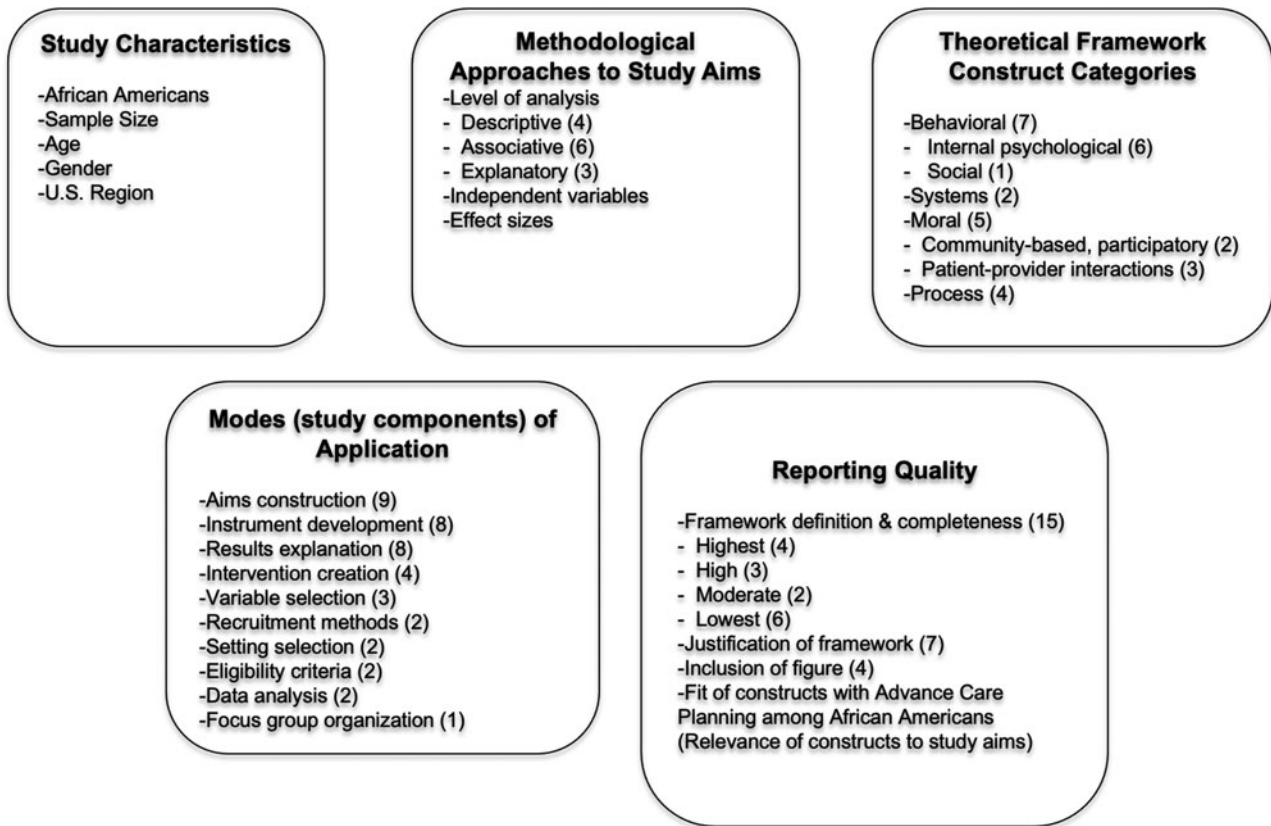 Study Characteristics
-African Americans
-Sample Size
-Age
-Gender
-U.S. Region
Methodological
Approaches to Study Aims
-Level of analysis
- Descriptive (4)
- Associative (6)
- Explanatory (3)
-Independent variables
-Effect sizes
Theoretical Framework
Construct Categories
-Behavioral (7)
- Internal psychological (6)
- Social (1)
-Systems (2)
-Moral (5)
- Community-based, participatory (2)
- Patient-provider interactions (3)
-Process (4)
Modes (study components) of
Application
-Aims construction (9)
-Instrument development (8)
-Results explanation (8)
-Intervention creation (4)
-Variable selection (3)
-Recruitment methods (2)
-Setting selection (2)
-Eligibility criteria (2)
-Data analysis (2)
-Focus group organization (1)
Reporting Quality
-Framework definition & completeness (15)
- Highest (4)
- High (3)
- Moderate (2)
- Lowest (6)
-Justification of framework (7)
-Inclusion of figure (4)
-Fit of constructs with Advance Care
Planning among African Americans
(Relevance of constructs to study aims)